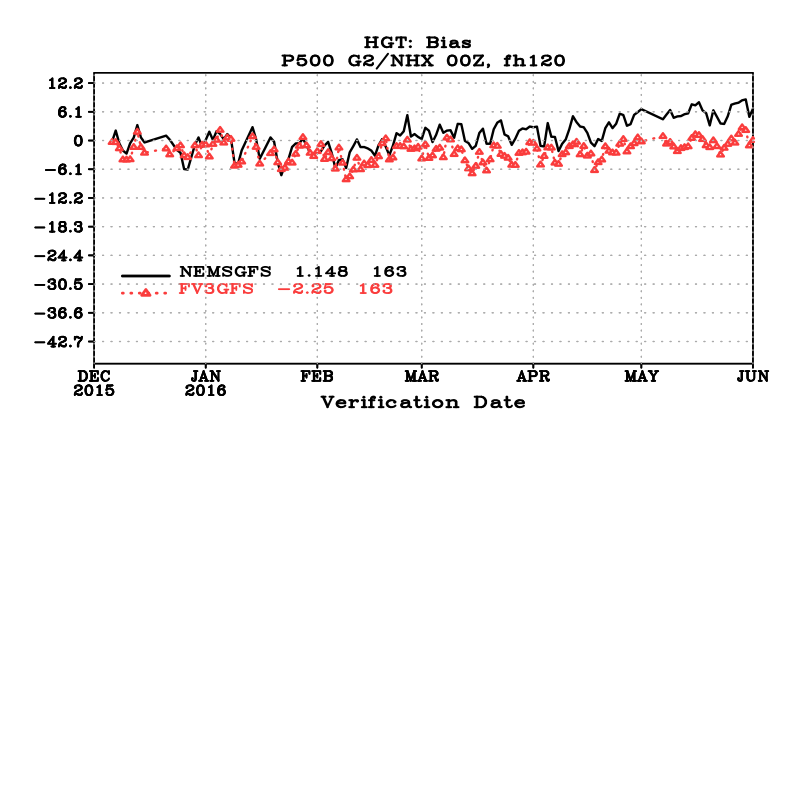 HGT: Bias
P500 G2/NHX 00Z, fh120
12.2
6.1
0
-6.1
-12.2
-18.3
-24.4
-30.5
-36.6
-42.7
NEMSGFS 1.148 163
FV3GFS -2.25 163
DEC JAN FEB MAR APR MAY JUN
2015 2016
Verification Date